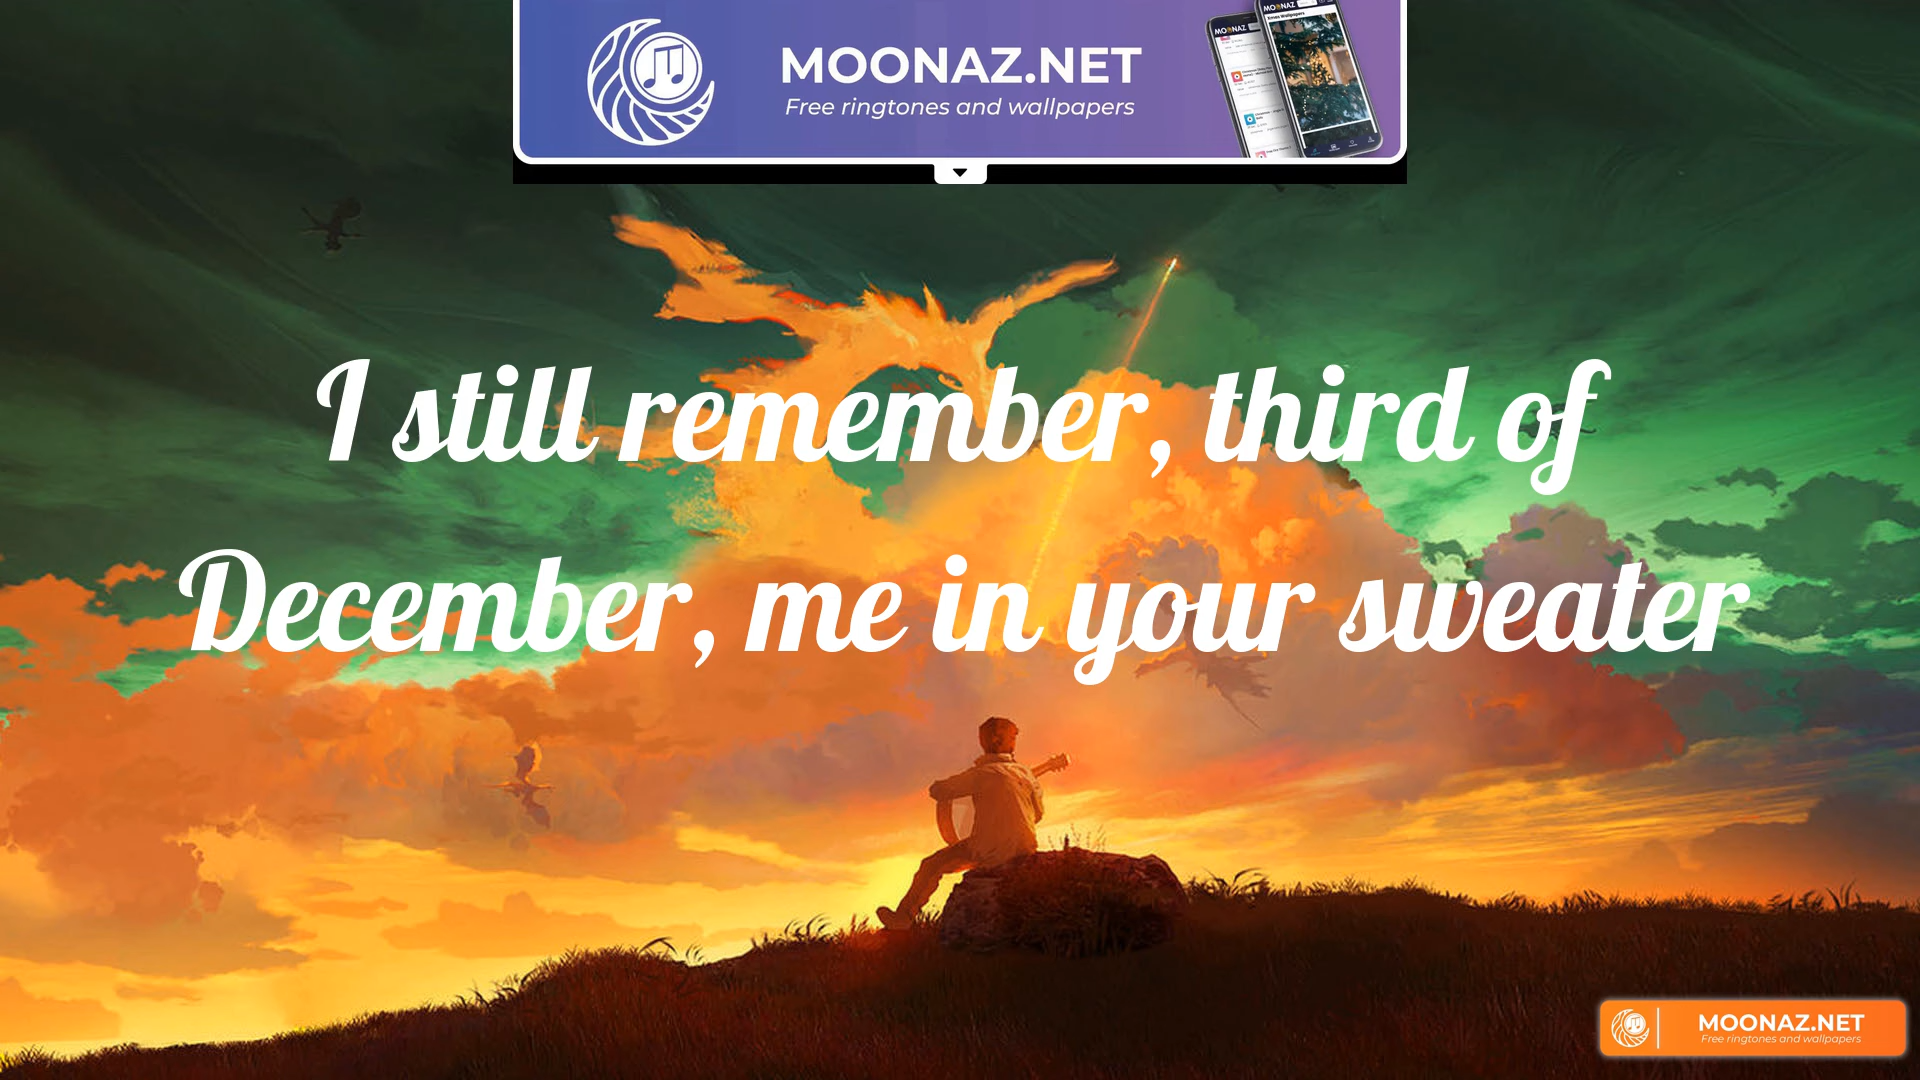 MOONAZ.NET
Free ringtones and wallpapers
I still remember, third of
December, me in your sweater
MOONAZ.NET
Free ringtones and wallpapers